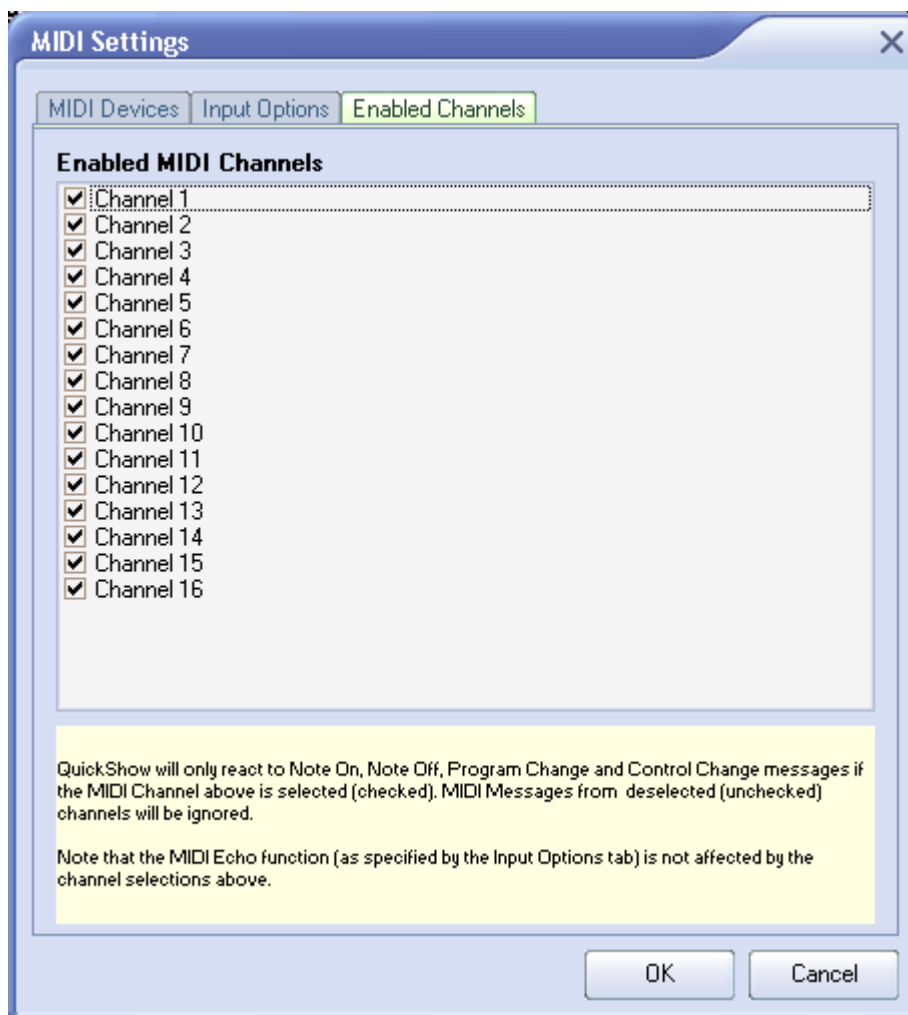 MIDI Settings
MIDI Devices
Input Options
Enabled Channels
Enabled MIDI Channels
Channel 1
Channel 2
Channel 3
Channel 4
Channel 5
Channel 6
Channel 7
Channel 8
Channel 9
Channel 10
Channel 11
Channel 12
Channel 13
Channel 14
Channel 15
Channel 16
QuickShow will only react to Note On, Note Off, Program Change and Control Change messages if
the MIDI Channel above is selected (checked). MIDI Messages from deselected (unchecked)
channels will be ignored.
Note that the MIDI Echo function (as specified by the Input Options tab) is not affected by the
channel selections above.
OK
Cancel